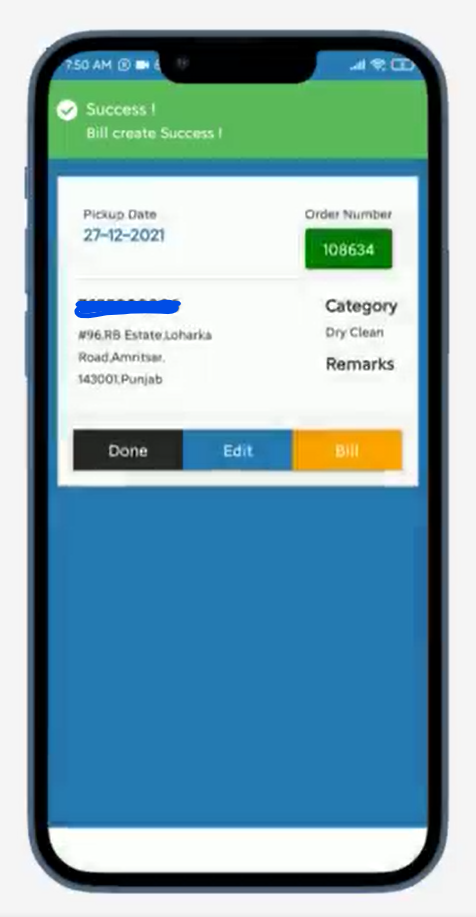 7:50 AM
Success !
Bill create Success !
Pickup Date
27-12-2021
Order Number
108634
#96,RB Estate,Loharka
Road,Amritsar,
143001,Punjab
Category
Dry Clean
Remarks
Done
Edit
Bill